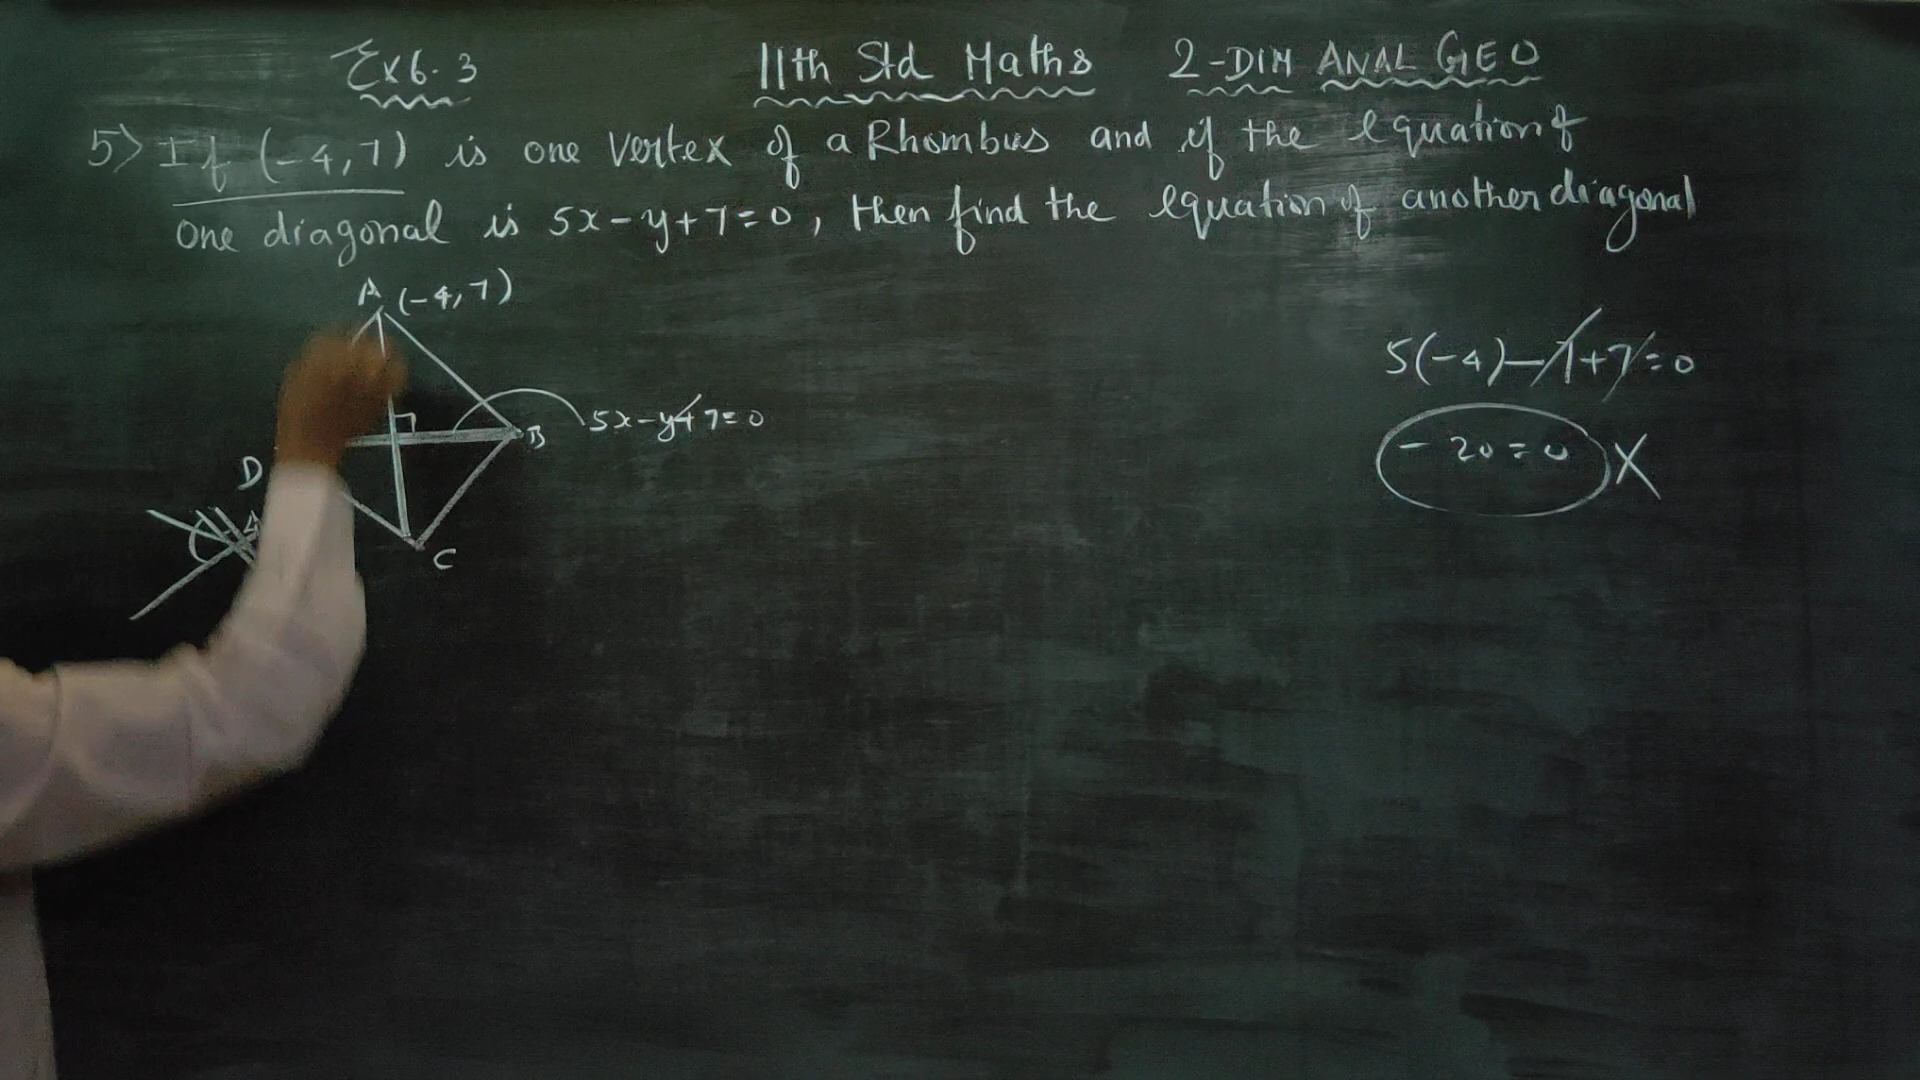 Ex 6.3 11th Std Maths 2-DIM ANAL GEO
5) If (-4,7) is one vertex of a Rhombus and if the equation of
one diagonal is 5x-y+7=0, then find the equation of another diagonal
A (-4,7)
5(-4)-7+7=0
5x-y+7=0
B
-20=0 X
D
C